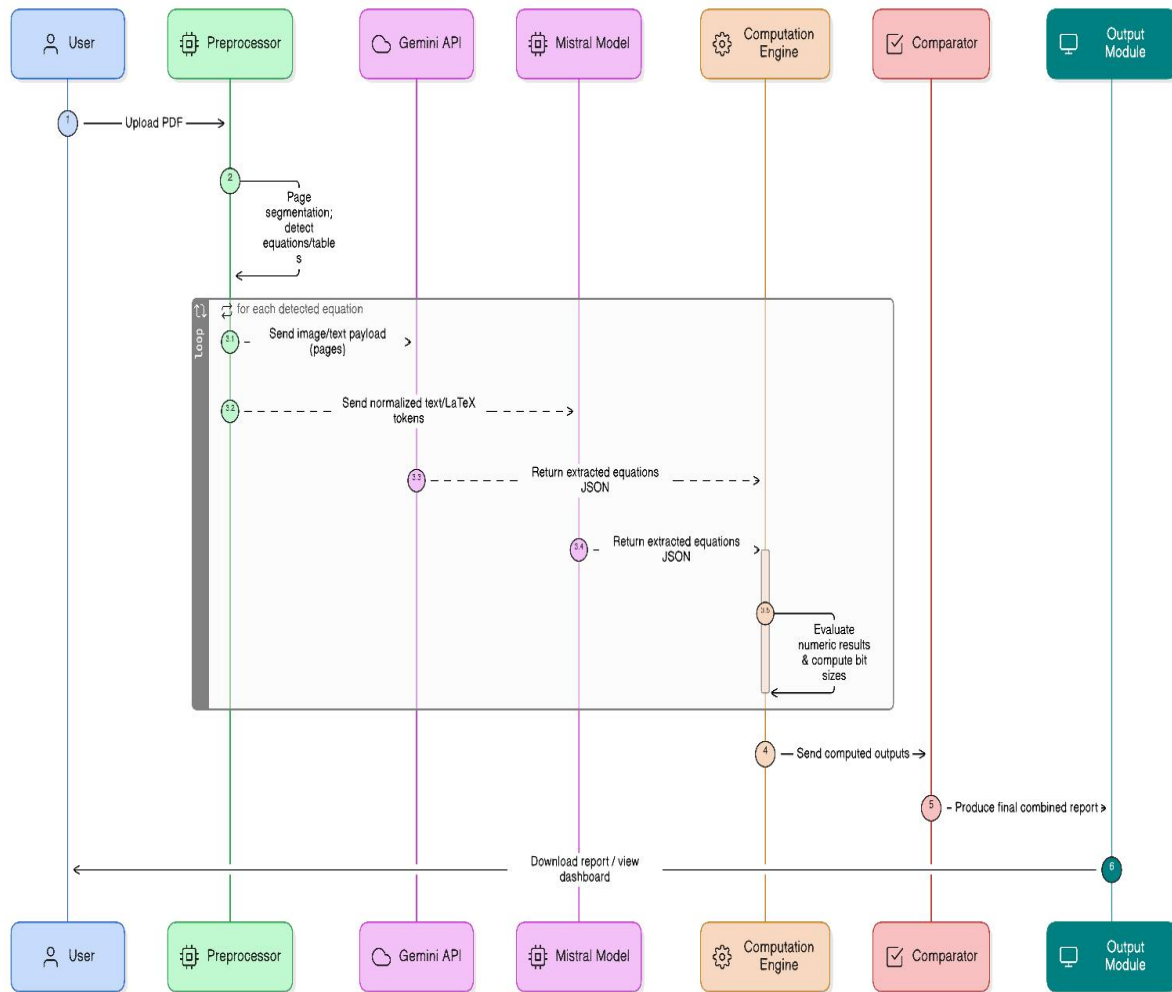 User
Preprocessor
Gemini API
Mistral Model
Computation
Engine
Comparator
Output
Module
1
Upload PDF
2
Page
segmentation;
detect
equations/table
s
loop
for each detected equation
3.1
Send image/text payload
(pages)
3.2
Send normalized text/LaTeX
tokens
3.3
Return extracted equations
JSON
3.4
Return extracted equations
JSON
3.5
Evaluate
numeric results
& compute bit
sizes
4
Send computed outputs
5
Produce final combined report
Download report / view
dashboard
6
User
Preprocessor
Gemini API
Mistral Model
Computation
Engine
Comparator
Output
Module